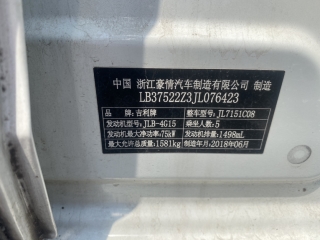 中国 浙江豪情汽车制造有限公司 制造
LB37522Z3JL076423
品牌:吉利牌 整车型号:JL7151C08
发动机型号:JLB-4G15 乘坐人数:5
发动机最大净功率:75kW 发动机排量:1498mL
最大允许总质量:1581kg 制造年月:2018年06月